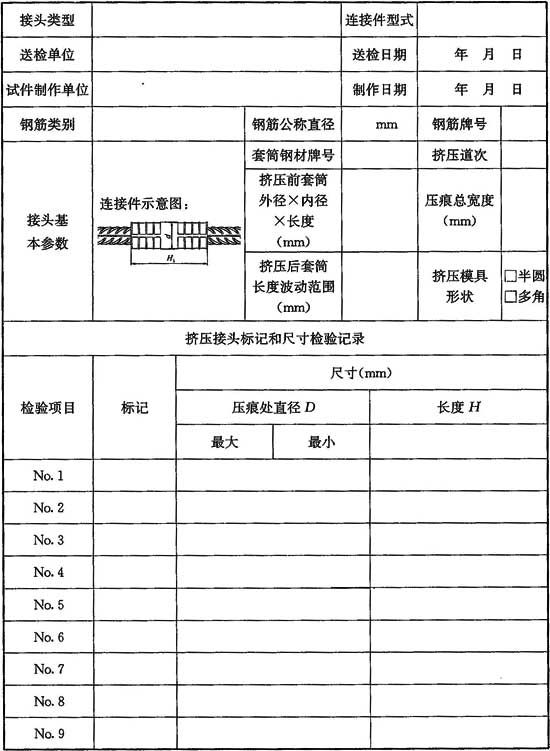 接头类型 连接件型式
送检单位 送检日期 年 月 日
试件制作单位 制作日期 年 月 日
钢筋类别 钢筋公称直径 mm 钢筋牌号
套筒钢材牌号 挤压道次
接头基
本参数
连接件示意图：
d
H₁
挤压前套筒
外径×内径
×长度
(mm)
压痕总宽度
(mm)
挤压后套筒
长度波动范围
(mm)
挤压模具
形状
□半圆
□多角
挤压接头标记和尺寸检验记录
检验项目 标记 尺寸(mm)
压痕处直径 D 长度 H
最大 最小
No. 1
No. 2
No. 3
No. 4
No. 5
No. 6
No. 7
No. 8
No. 9